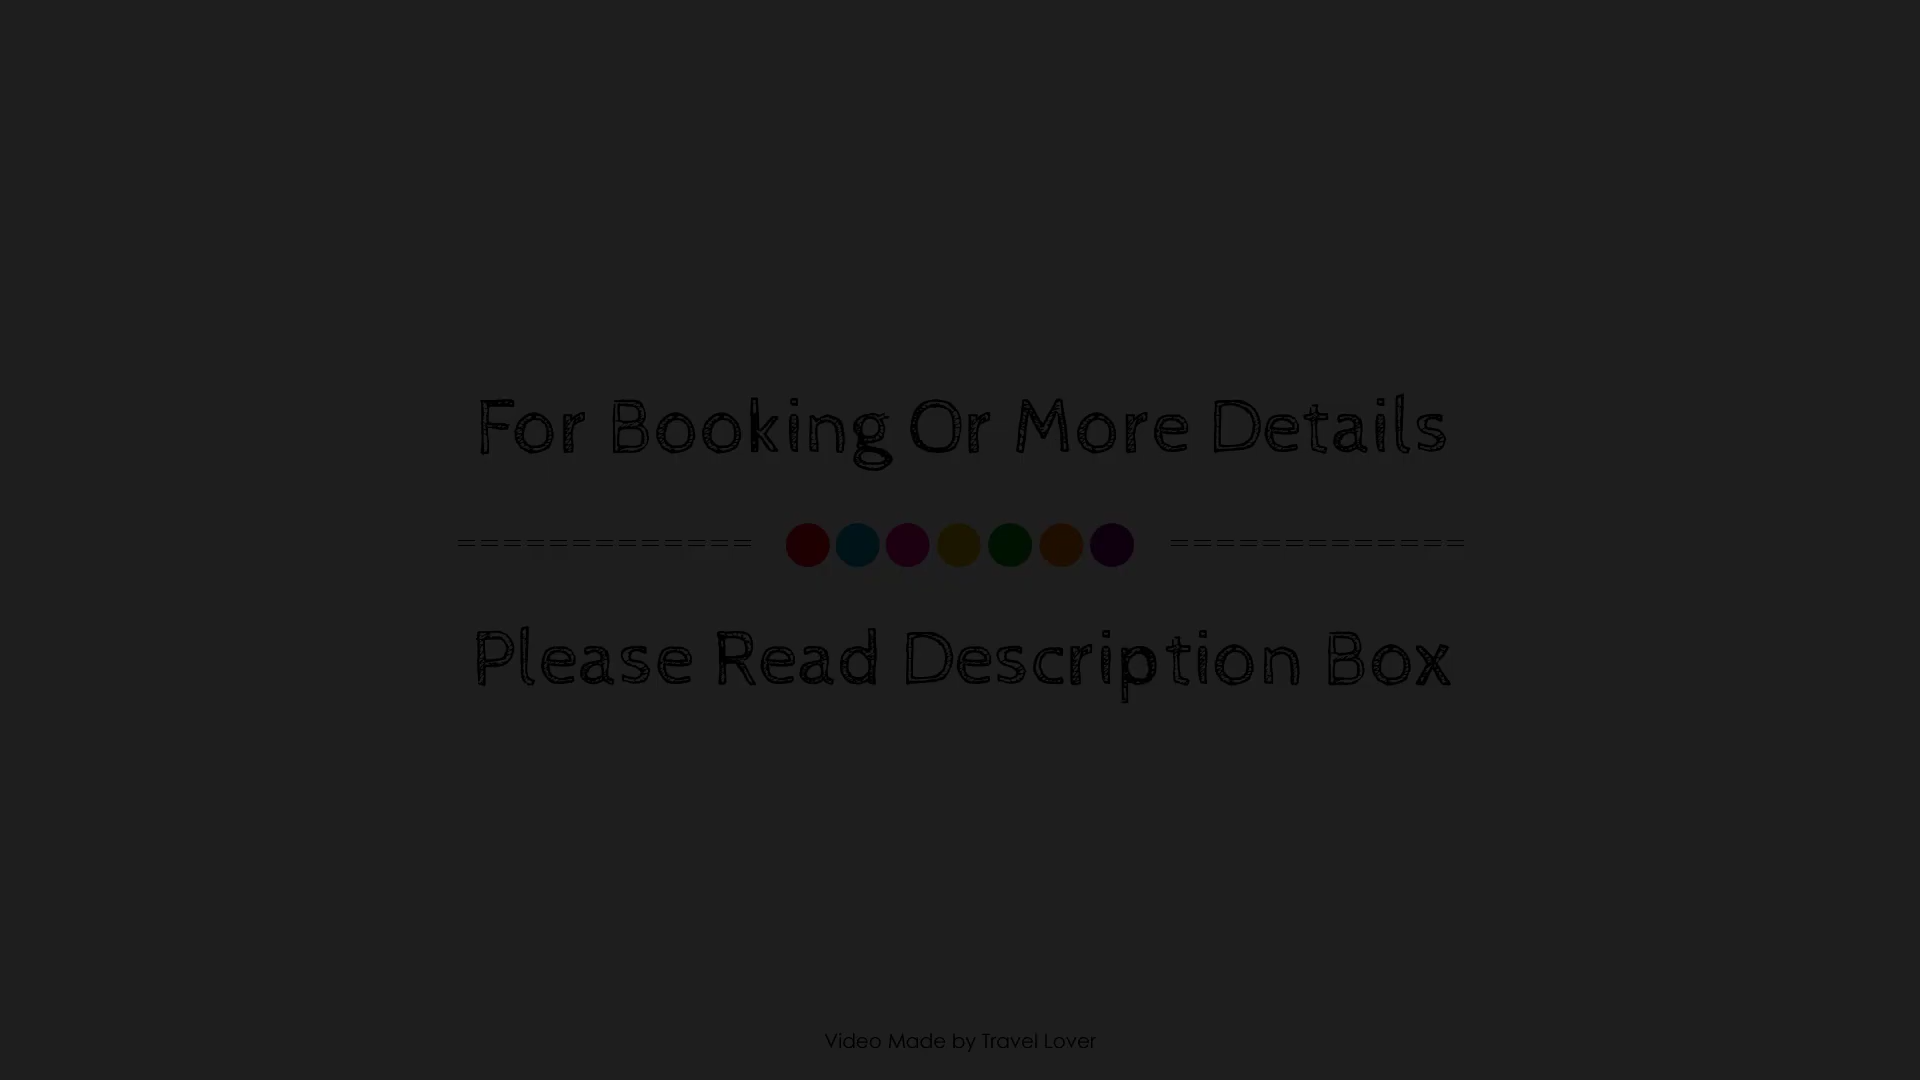 For Booking Or More Details
============= =============
Please Read Description Box
Video Made by Travel Lover